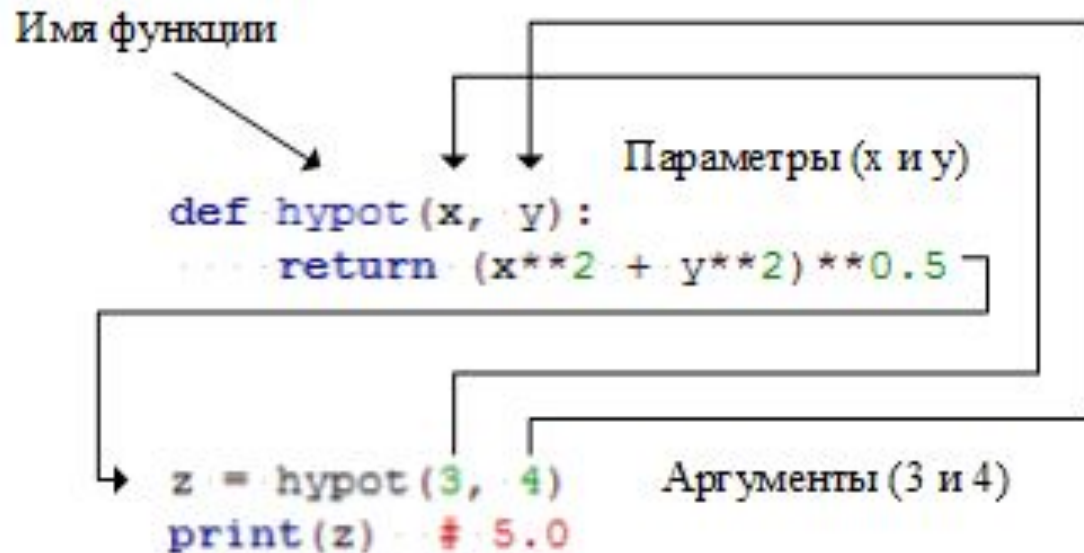 Имя функции
Параметры (x и y)
def hypot(x, y):
    return (x**2 + y**2)**0.5
z = hypot(3, 4)
Аргументы (3 и 4)
print(z)  # 5.0